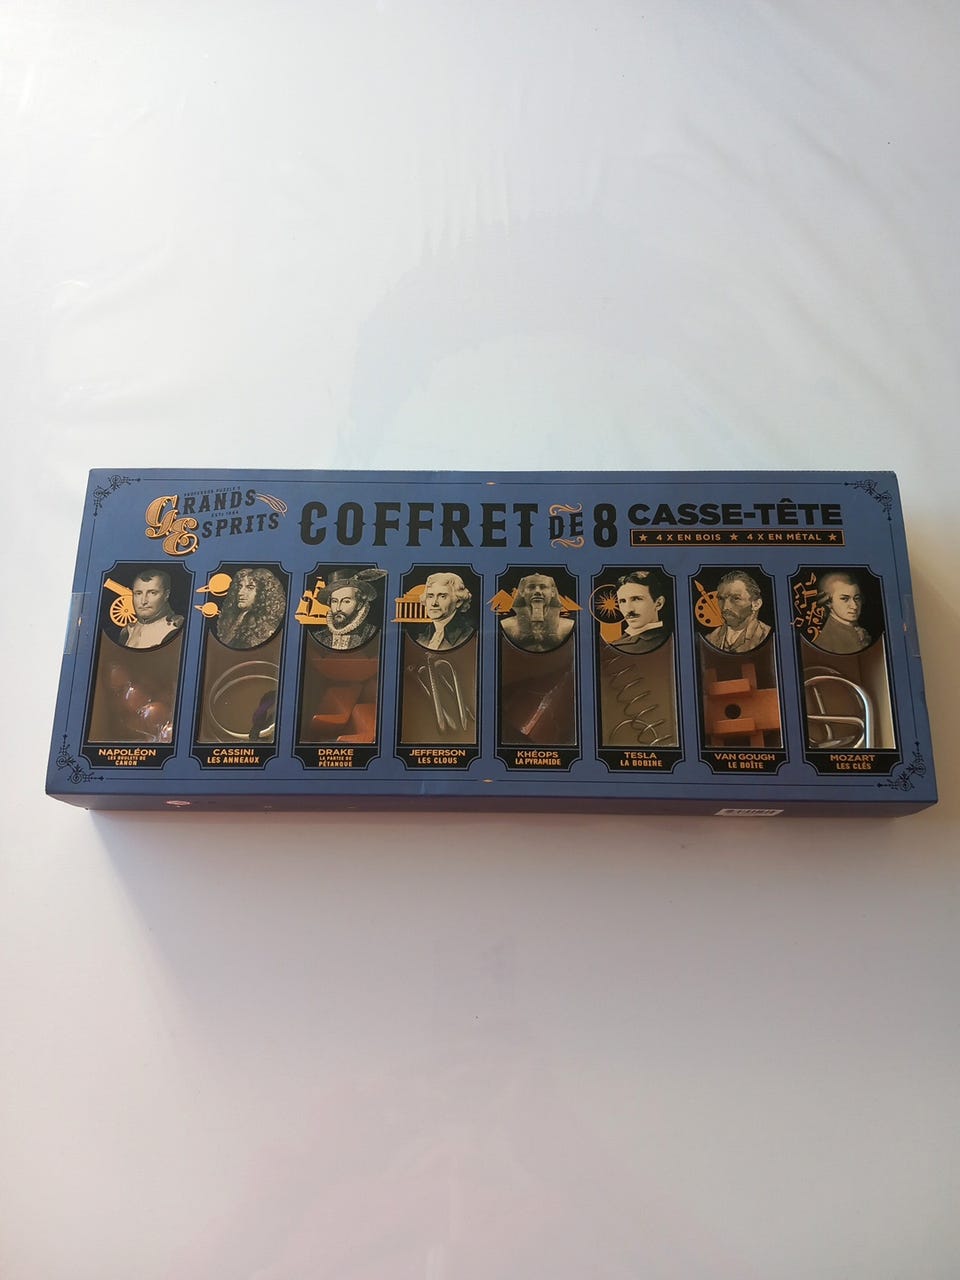 PROFESSOR PUZZLE'S
GRANDS
ESPRITS
COFFRET DE 8
CASSE-TÊTE
★ 4 X EN BOIS ★ 4 X EN MÉTAL ★
NAPOLÉON
LES BOULETS DE
CANON
CASSINI
LES ANNEAUX
DRAKE
LA PARTIE DE
PÉTANQUE
JEFFERSON
LES CLOUS
KHÉOPS
LA PYRAMIDE
TESLA
LA BOBINE
VAN GOUGH
LE BOÎTE
MOZART
LES CLÉS